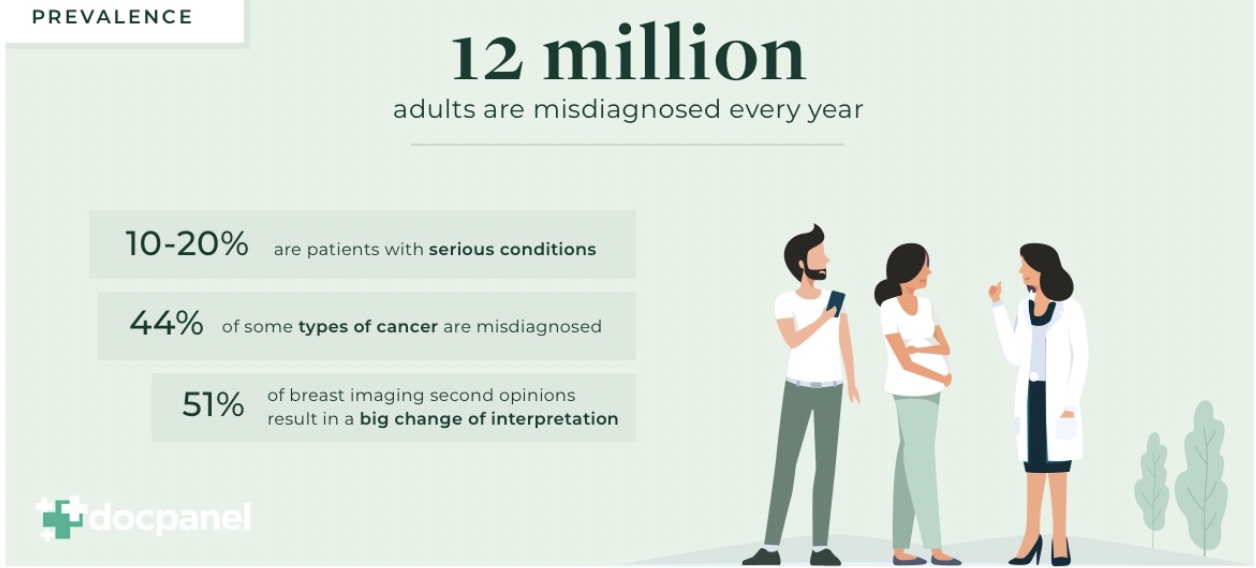 PREVALENCE
12 million
adults are misdiagnosed every year
10-20% are patients with serious conditions
44% of some types of cancer are misdiagnosed
51% of breast imaging second opinions
result in a big change of interpretation
docpanel